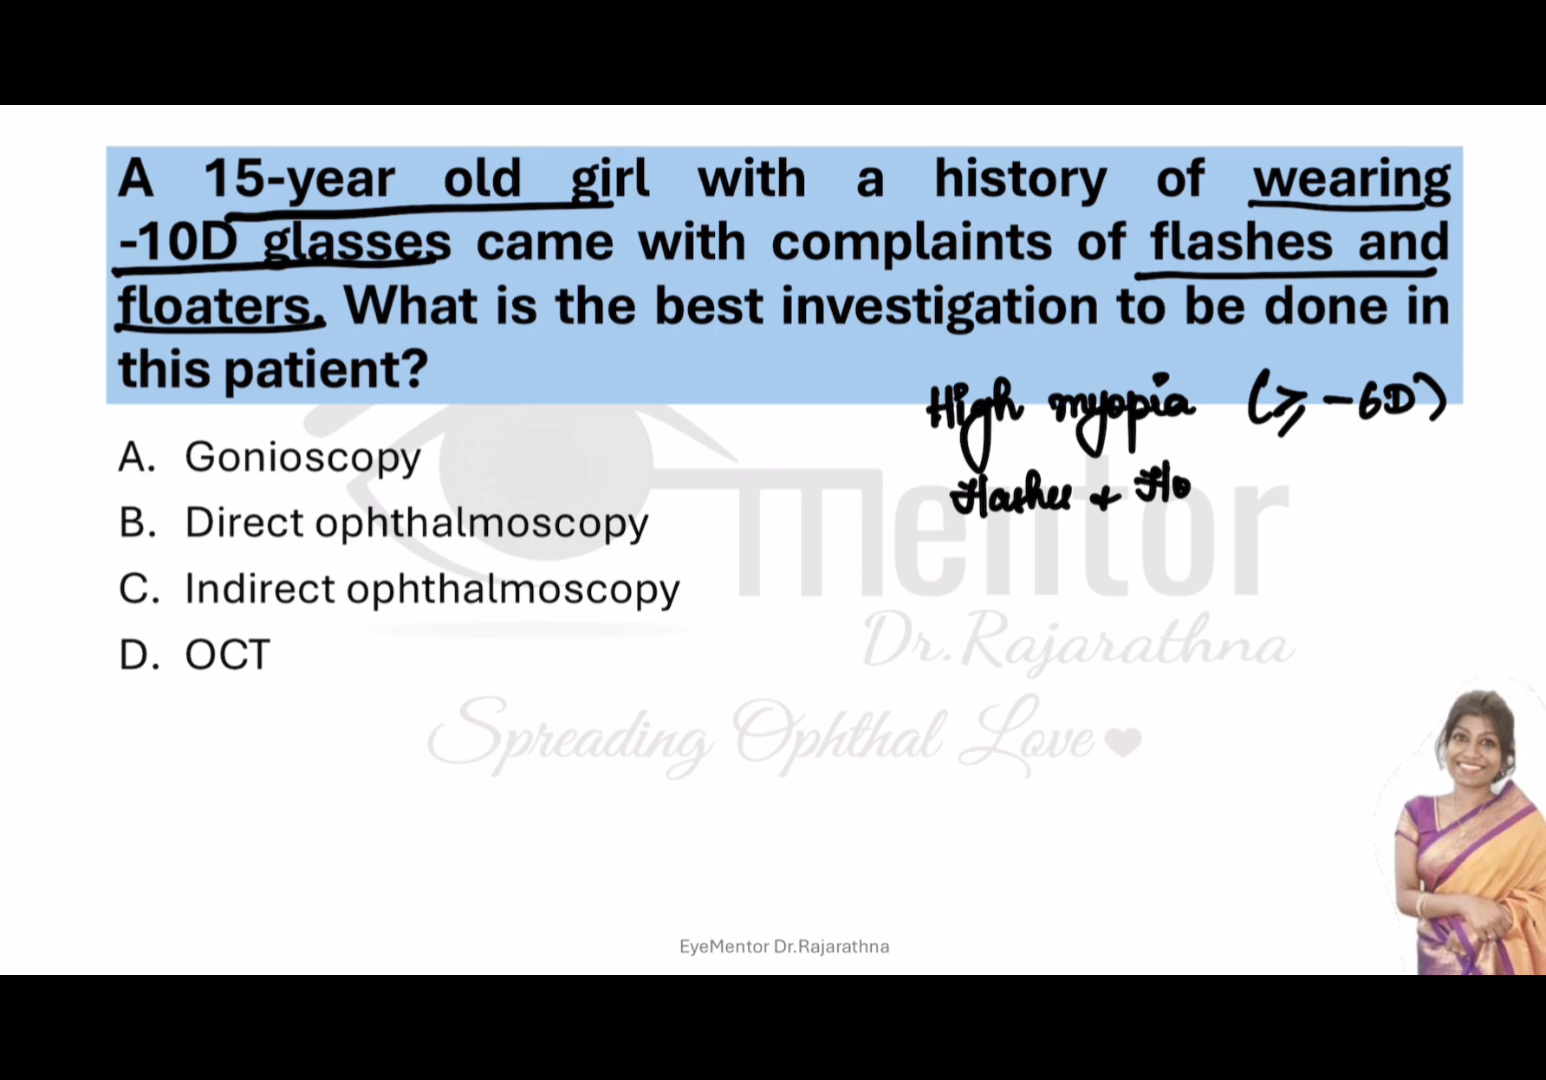 A 15-year old girl with a history of wearing
-10D glasses came with complaints of flashes and
floaters. What is the best investigation to be done in
this patient?
High myopia (≥ -6D)
A. Gonioscopy
Flashes + Flo
B. Direct ophthalmoscopy
C. Indirect ophthalmoscopy
D. OCT
mentor
Dr.Rajarathna
Spreading Ophthal Love
EyeMentor Dr.Rajarathna